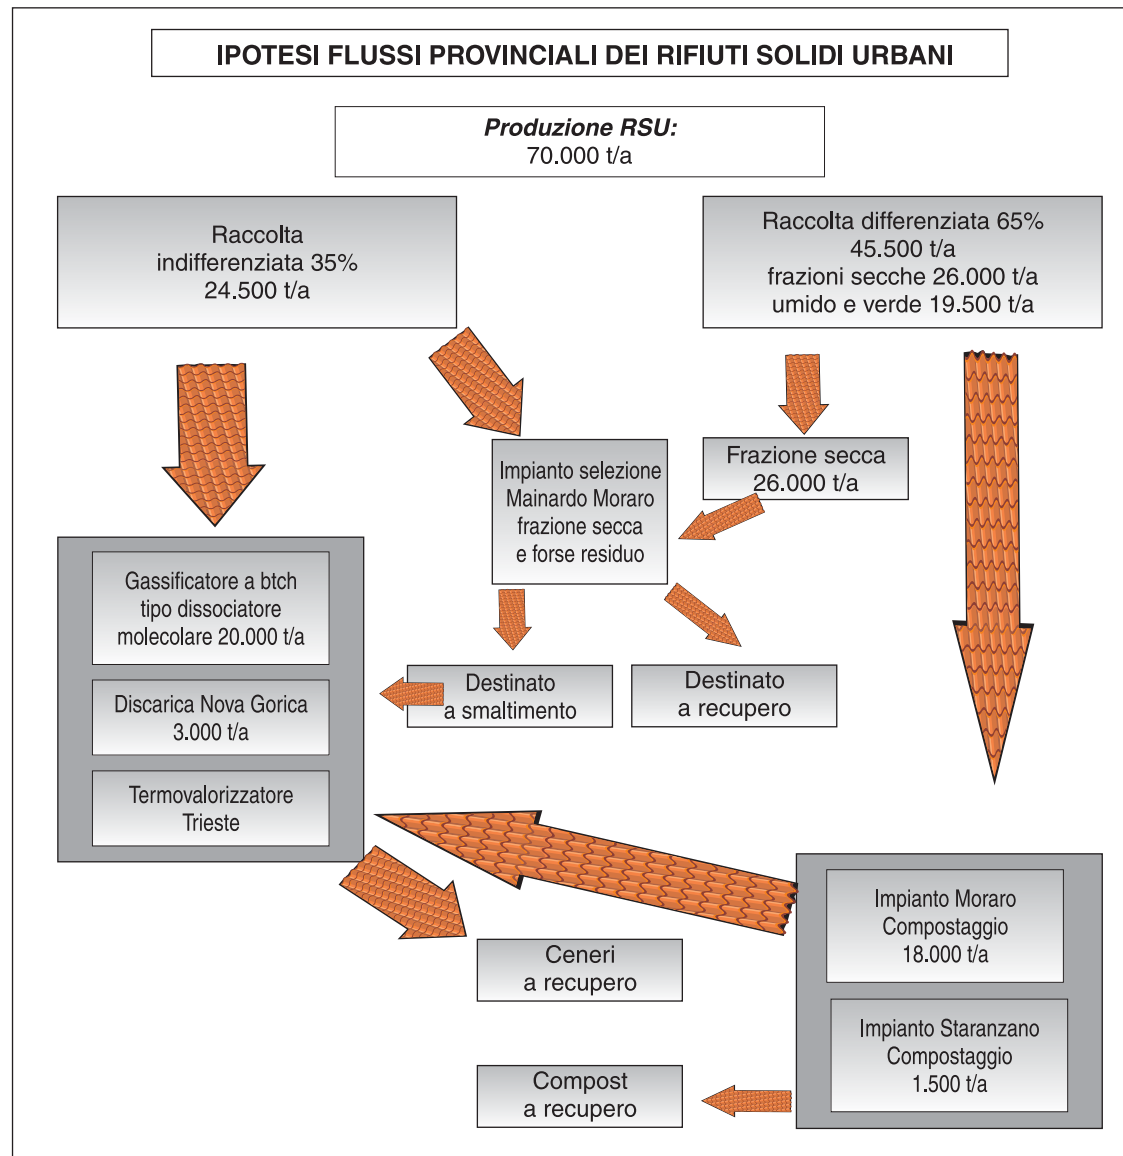 IPOTESI FLUSSI PROVINCIALI DEI RIFIUTI SOLIDI URBANI
Produzione RSU:
70.000 t/a
Raccolta
indifferenziata 35%
24.500 t/a
Raccolta differenziata 65%
45.500 t/a
frazioni secche 26.000 t/a
umido e verde 19.500 t/a
Impianto selezione
Mainardo Moraro
frazione secca
e forse residuo
Frazione secca
26.000 t/a
Gassificatore a btch
tipo dissociatore
molecolare 20.000 t/a
Discarica Nova Gorica
3.000 t/a
Termovalorizzatore
Trieste
Destinato
a smaltimento
Destinato
a recupero
Impianto Moraro
Compostaggio
18.000 t/a
Impianto Staranzano
Compostaggio
1.500 t/a
Ceneri
a recupero
Compost
a recupero